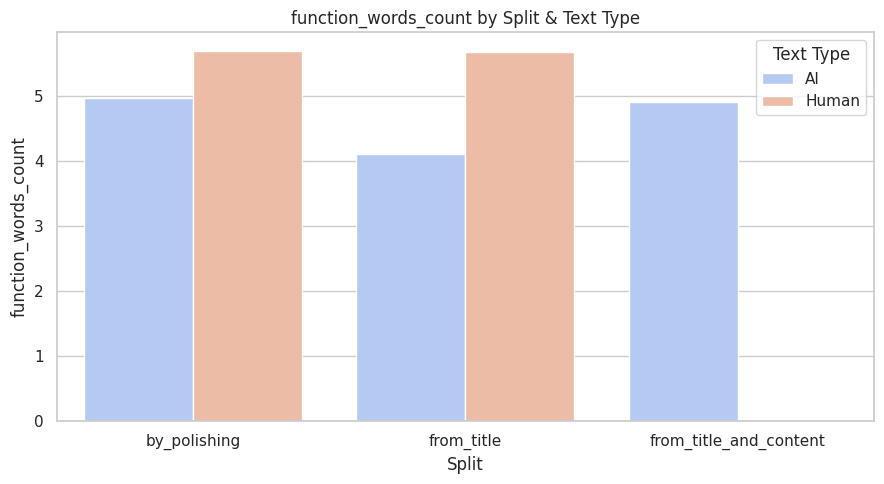 function_words_count by Split & Text Type
function_words_count
5
4
3
2
1
0
Text Type
AI
Human
by_polishing
from_title
from_title_and_content
Split